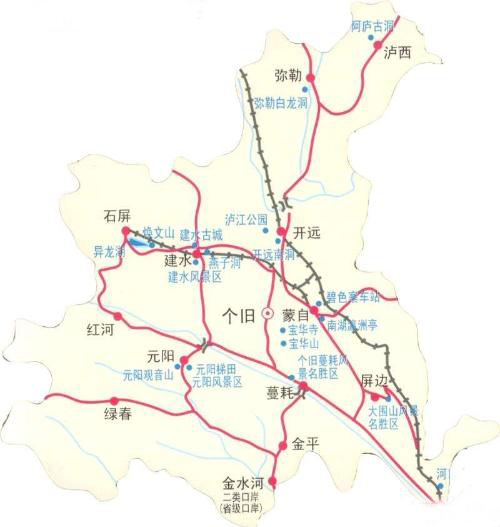 阿庐古洞
泸西
弥勒
弥勒白龙洞
石屏
焕文山
异龙湖
建水古城
泸江公园
开远
建水
燕子洞
开远南洞
建水风景区
碧色寨车站
个旧
蒙自
南湖瀛洲亭
红河
宝华寺
宝华山
元阳
个旧蔓耗风
景名胜区
元阳观音山
元阳梯田
元阳风景区
屏边
蔓耗
大围山风景
名胜区
绿春
金平
河
金水河
二类口岸
(省级口岸)